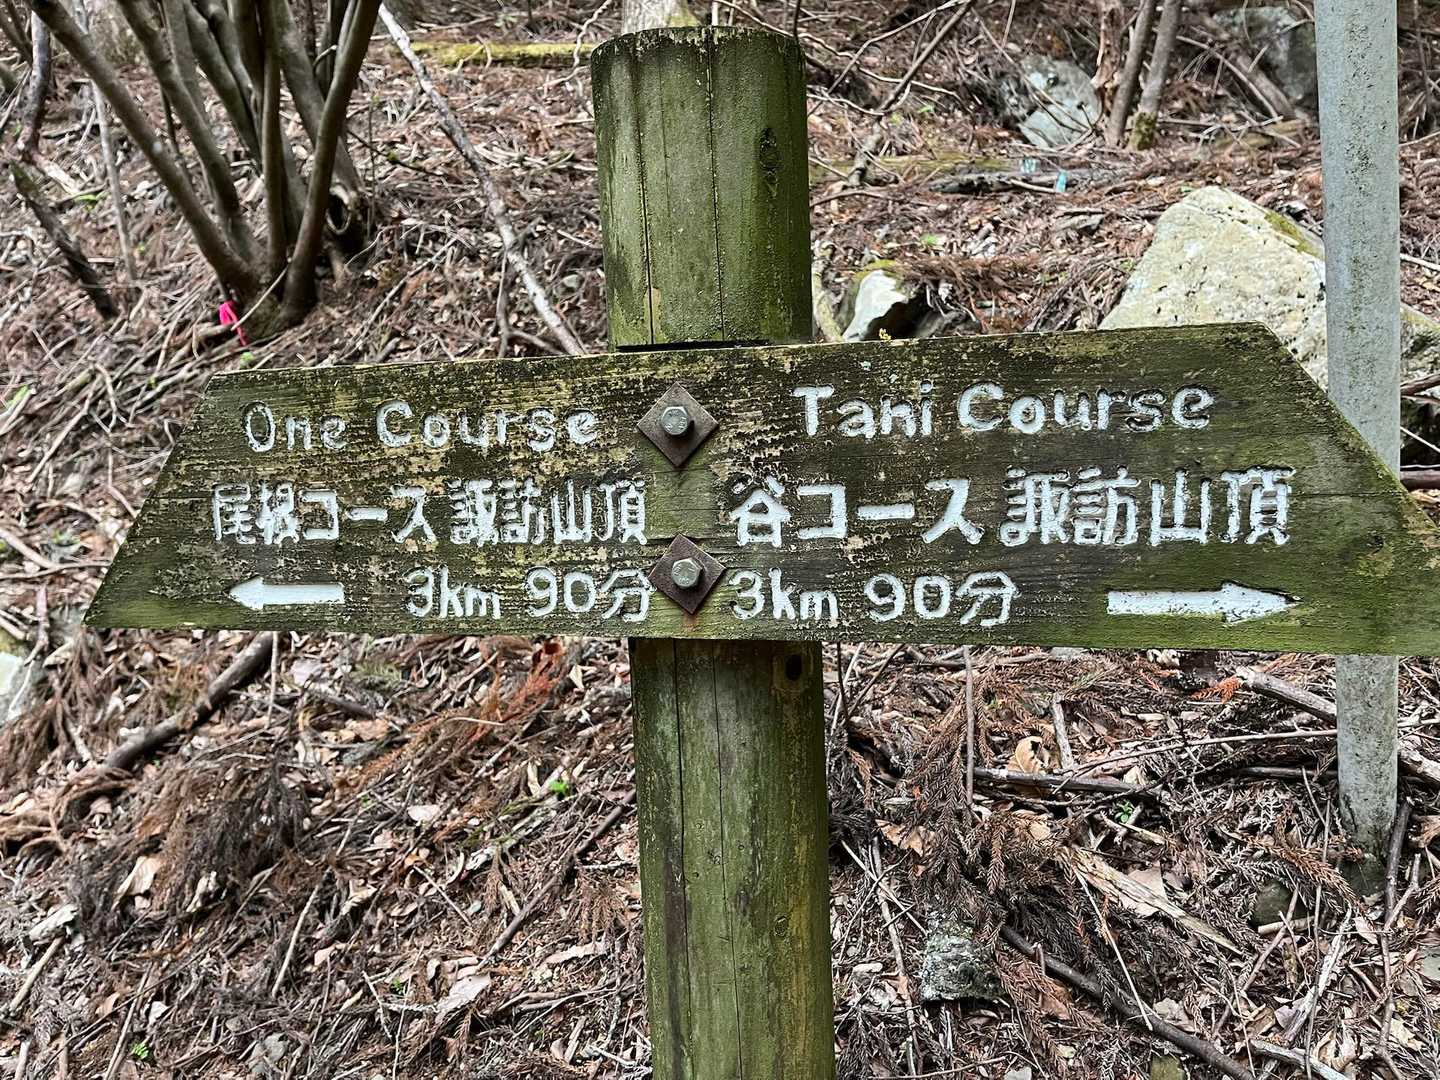 One Course
尾根コース 諏訪山頂
3km 90分
Tani Course
谷コース 諏訪山頂
3km 90分